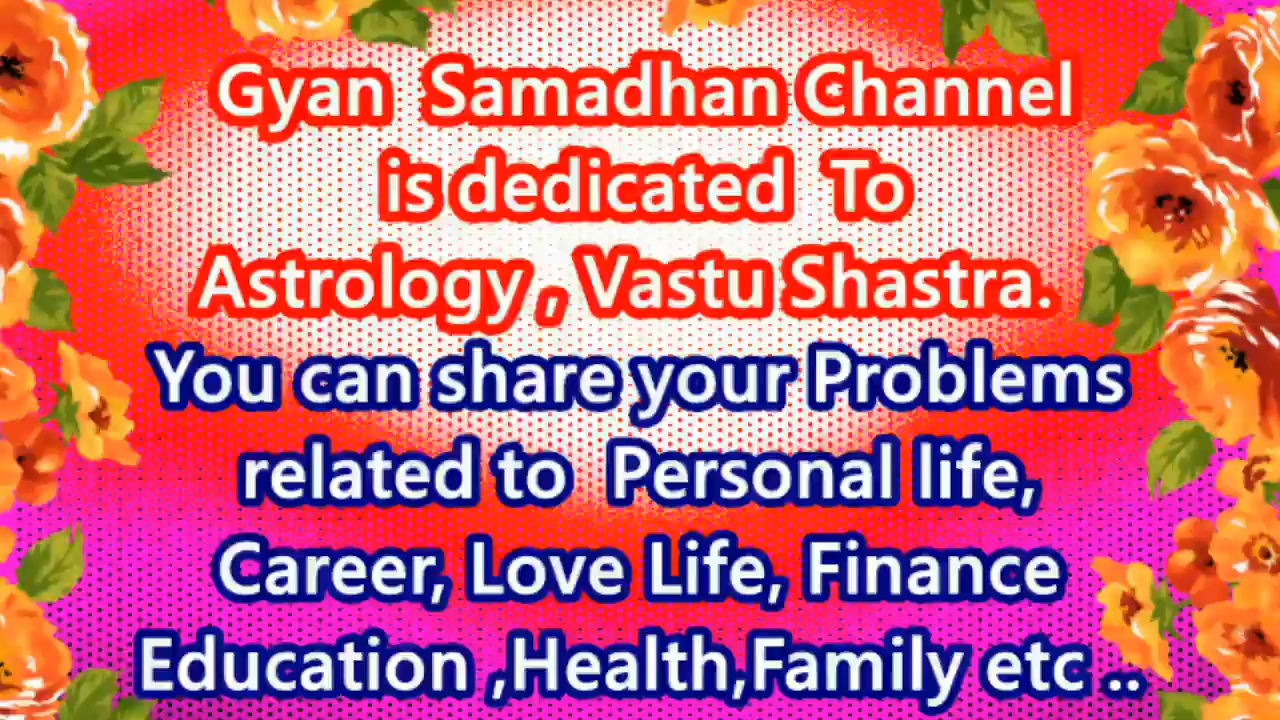 Gyan Samadhan Channel
is dedicated To
Astrology , Vastu Shastra.
You can share your Problems
related to Personal life,
Career, Love Life, Finance
Education ,Health,Family etc ..